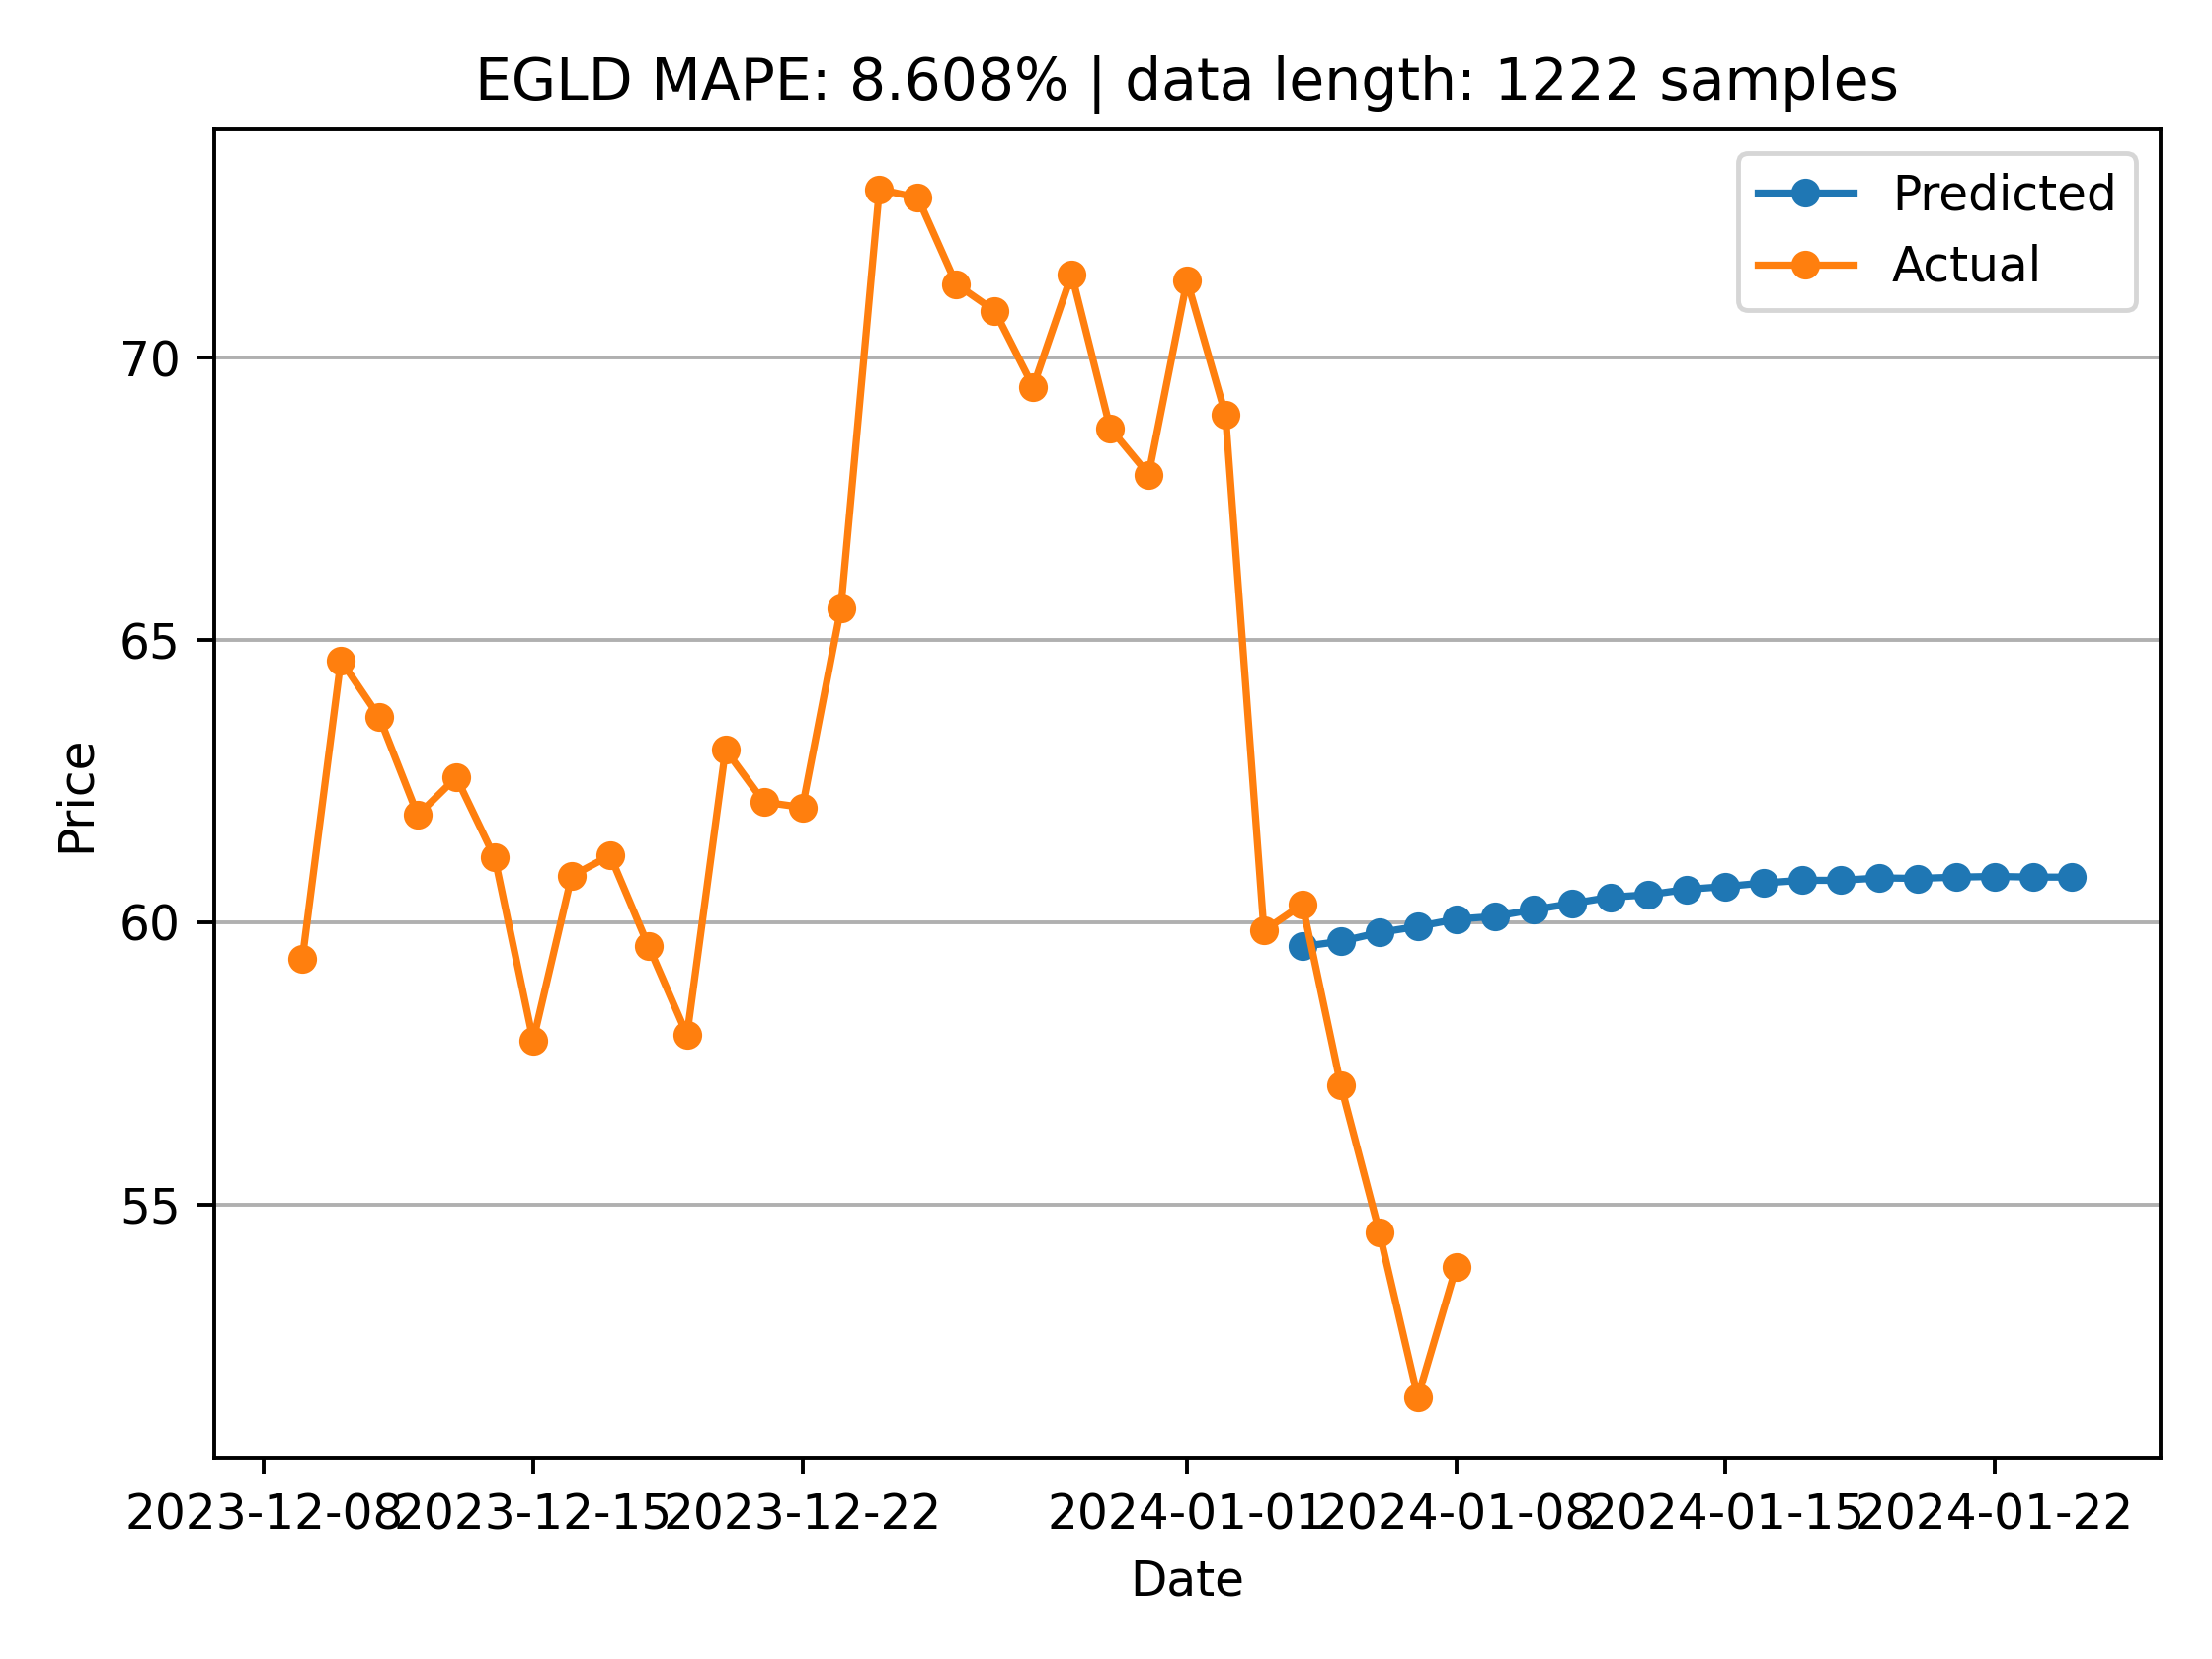 EGLD MAPE: 8.608% | data length: 1222 samples
Predicted
Actual
70
65
60
55
Price
2023-12-08 2023-12-15 2023-12-22 2024-01-01 2024-01-08 2024-01-15 2024-01-22
Date